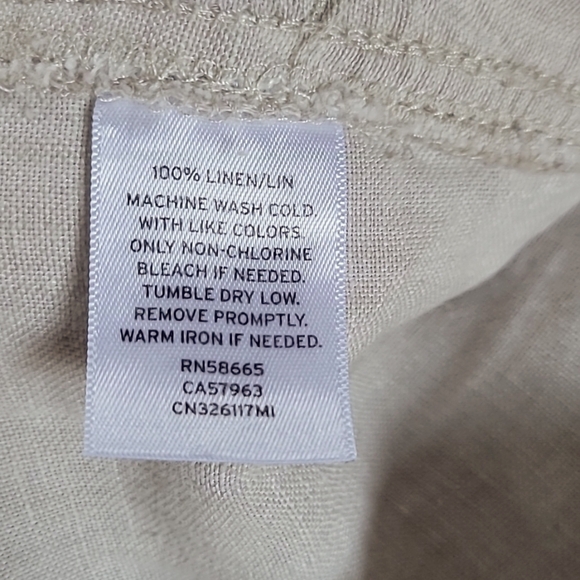 100% LINEN/LIN
MACHINE WASH COLD.
WITH LIKE COLORS.
ONLY NON-CHLORINE
BLEACH IF NEEDED.
TUMBLE DRY LOW.
REMOVE PROMPTLY.
WARM IRON IF NEEDED.
RN58665
CA57963
CN326117MI